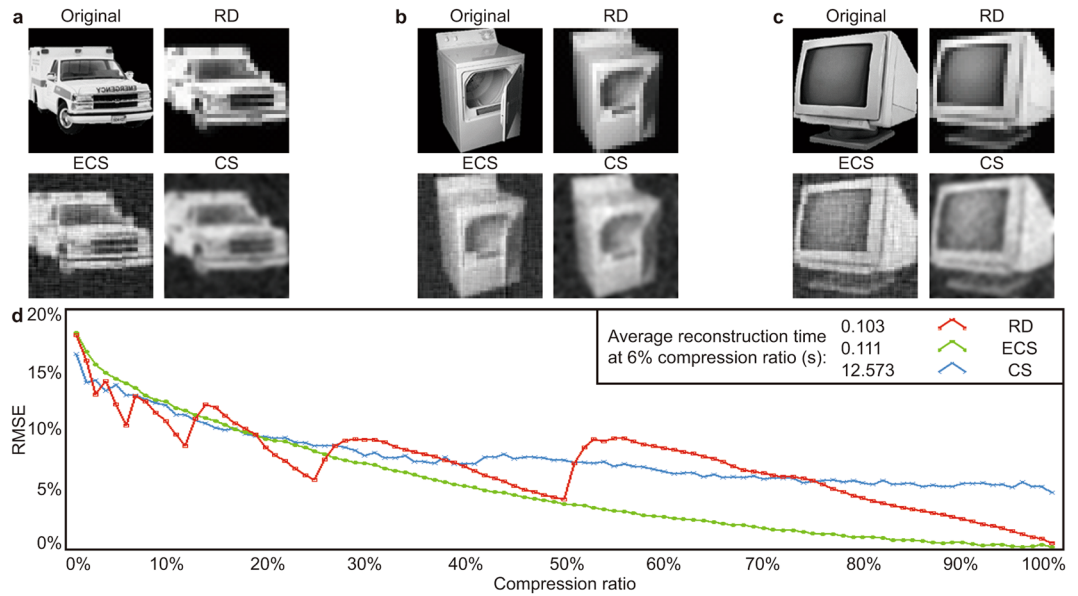 a Original RD
ECS CS
b Original RD
ECS CS
c Original RD
ECS CS
EMERGENCY
d
20%
15%
10%
5%
0%
RMSE
0% 10% 20% 30% 40% 50% 60% 70% 80% 90% 100%
Compression ratio
Average reconstruction time
at 6% compression ratio (s):
0.103 RD
0.111 ECS
12.573 CS